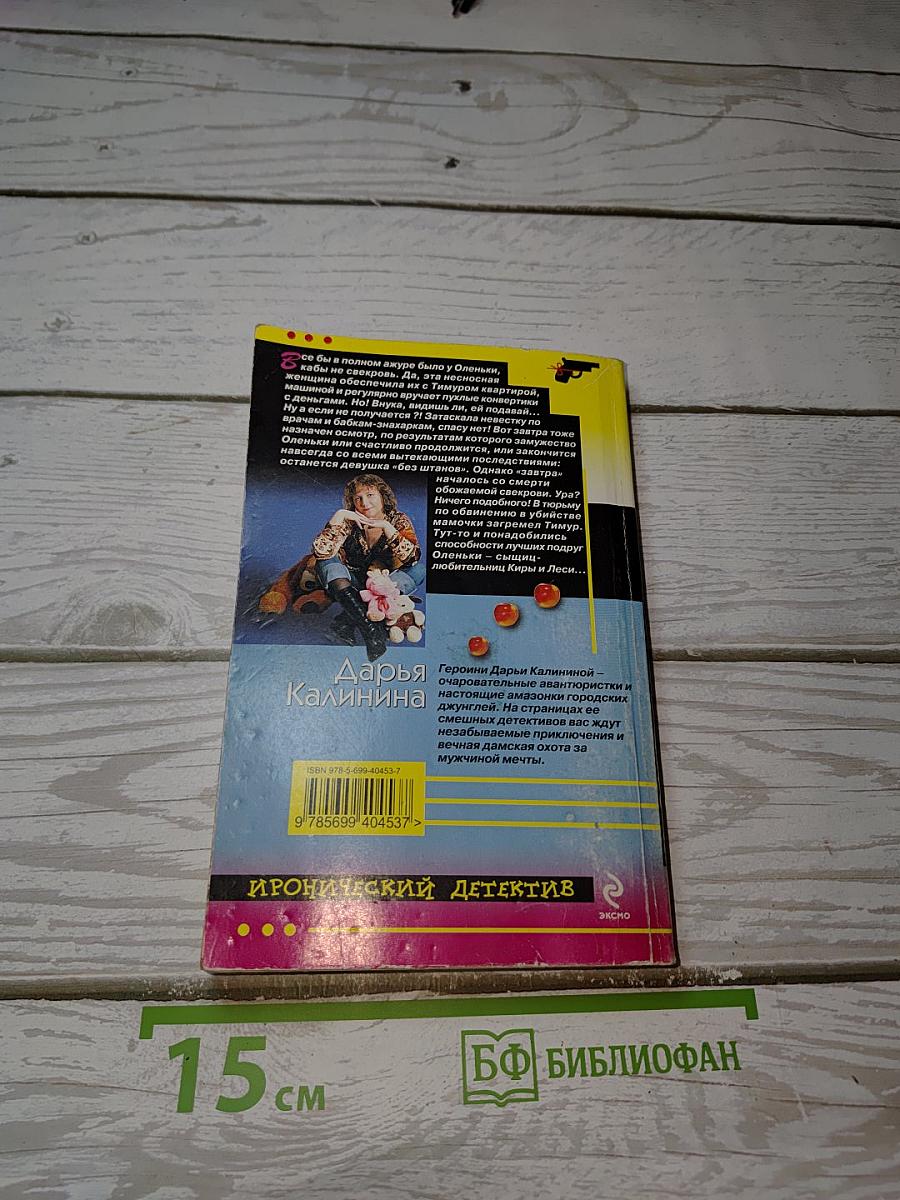 Все бы в полном ажуре было у Оленьки,
кабы не свекровь. Да, эта несносная
женщина обеспечила их с Тимуром квартирой,
машиной и регулярно вручает пухлые конвертики
с деньгами. Но! Внука, видишь ли, ей подавай...
Ну а если не получается?! Затаскала невестку по
врачам и бабкам-знахаркам, спасу нет! Вот завтра тоже
назначен осмотр, по результатам которого замужество
Оленьки или счастливо продолжится, или закончится
навсегда со всеми вытекающими последствиями:
останется девушка «без штанов». Однако «завтра»
началось со смерти
обожаемой свекрови. Ура?
Ничего подобного! В тюрьму
по обвинению в убийстве
мамочки загремел Тимур.
Тут-то и понадобились
способности лучших подруг
Оленьки – сыщиц-
любительниц Киры и Леси...
Дарья
Калинина
Героини Дарьи Калининой –
очаровательные авантюристки и
настоящие амазонки городских
джунглей. На страницах ее
смешных детективов вас ждут
незабываемые приключения и
вечная дамская охота за
мужчиной мечты.
ISBN 978-5-699-40453-7
9 785699 404537 >
ИРОНИЧЕСКИЙ ДЕТЕКТИВ
ЭКСМО
15 см
БФ БИБЛИОФАН